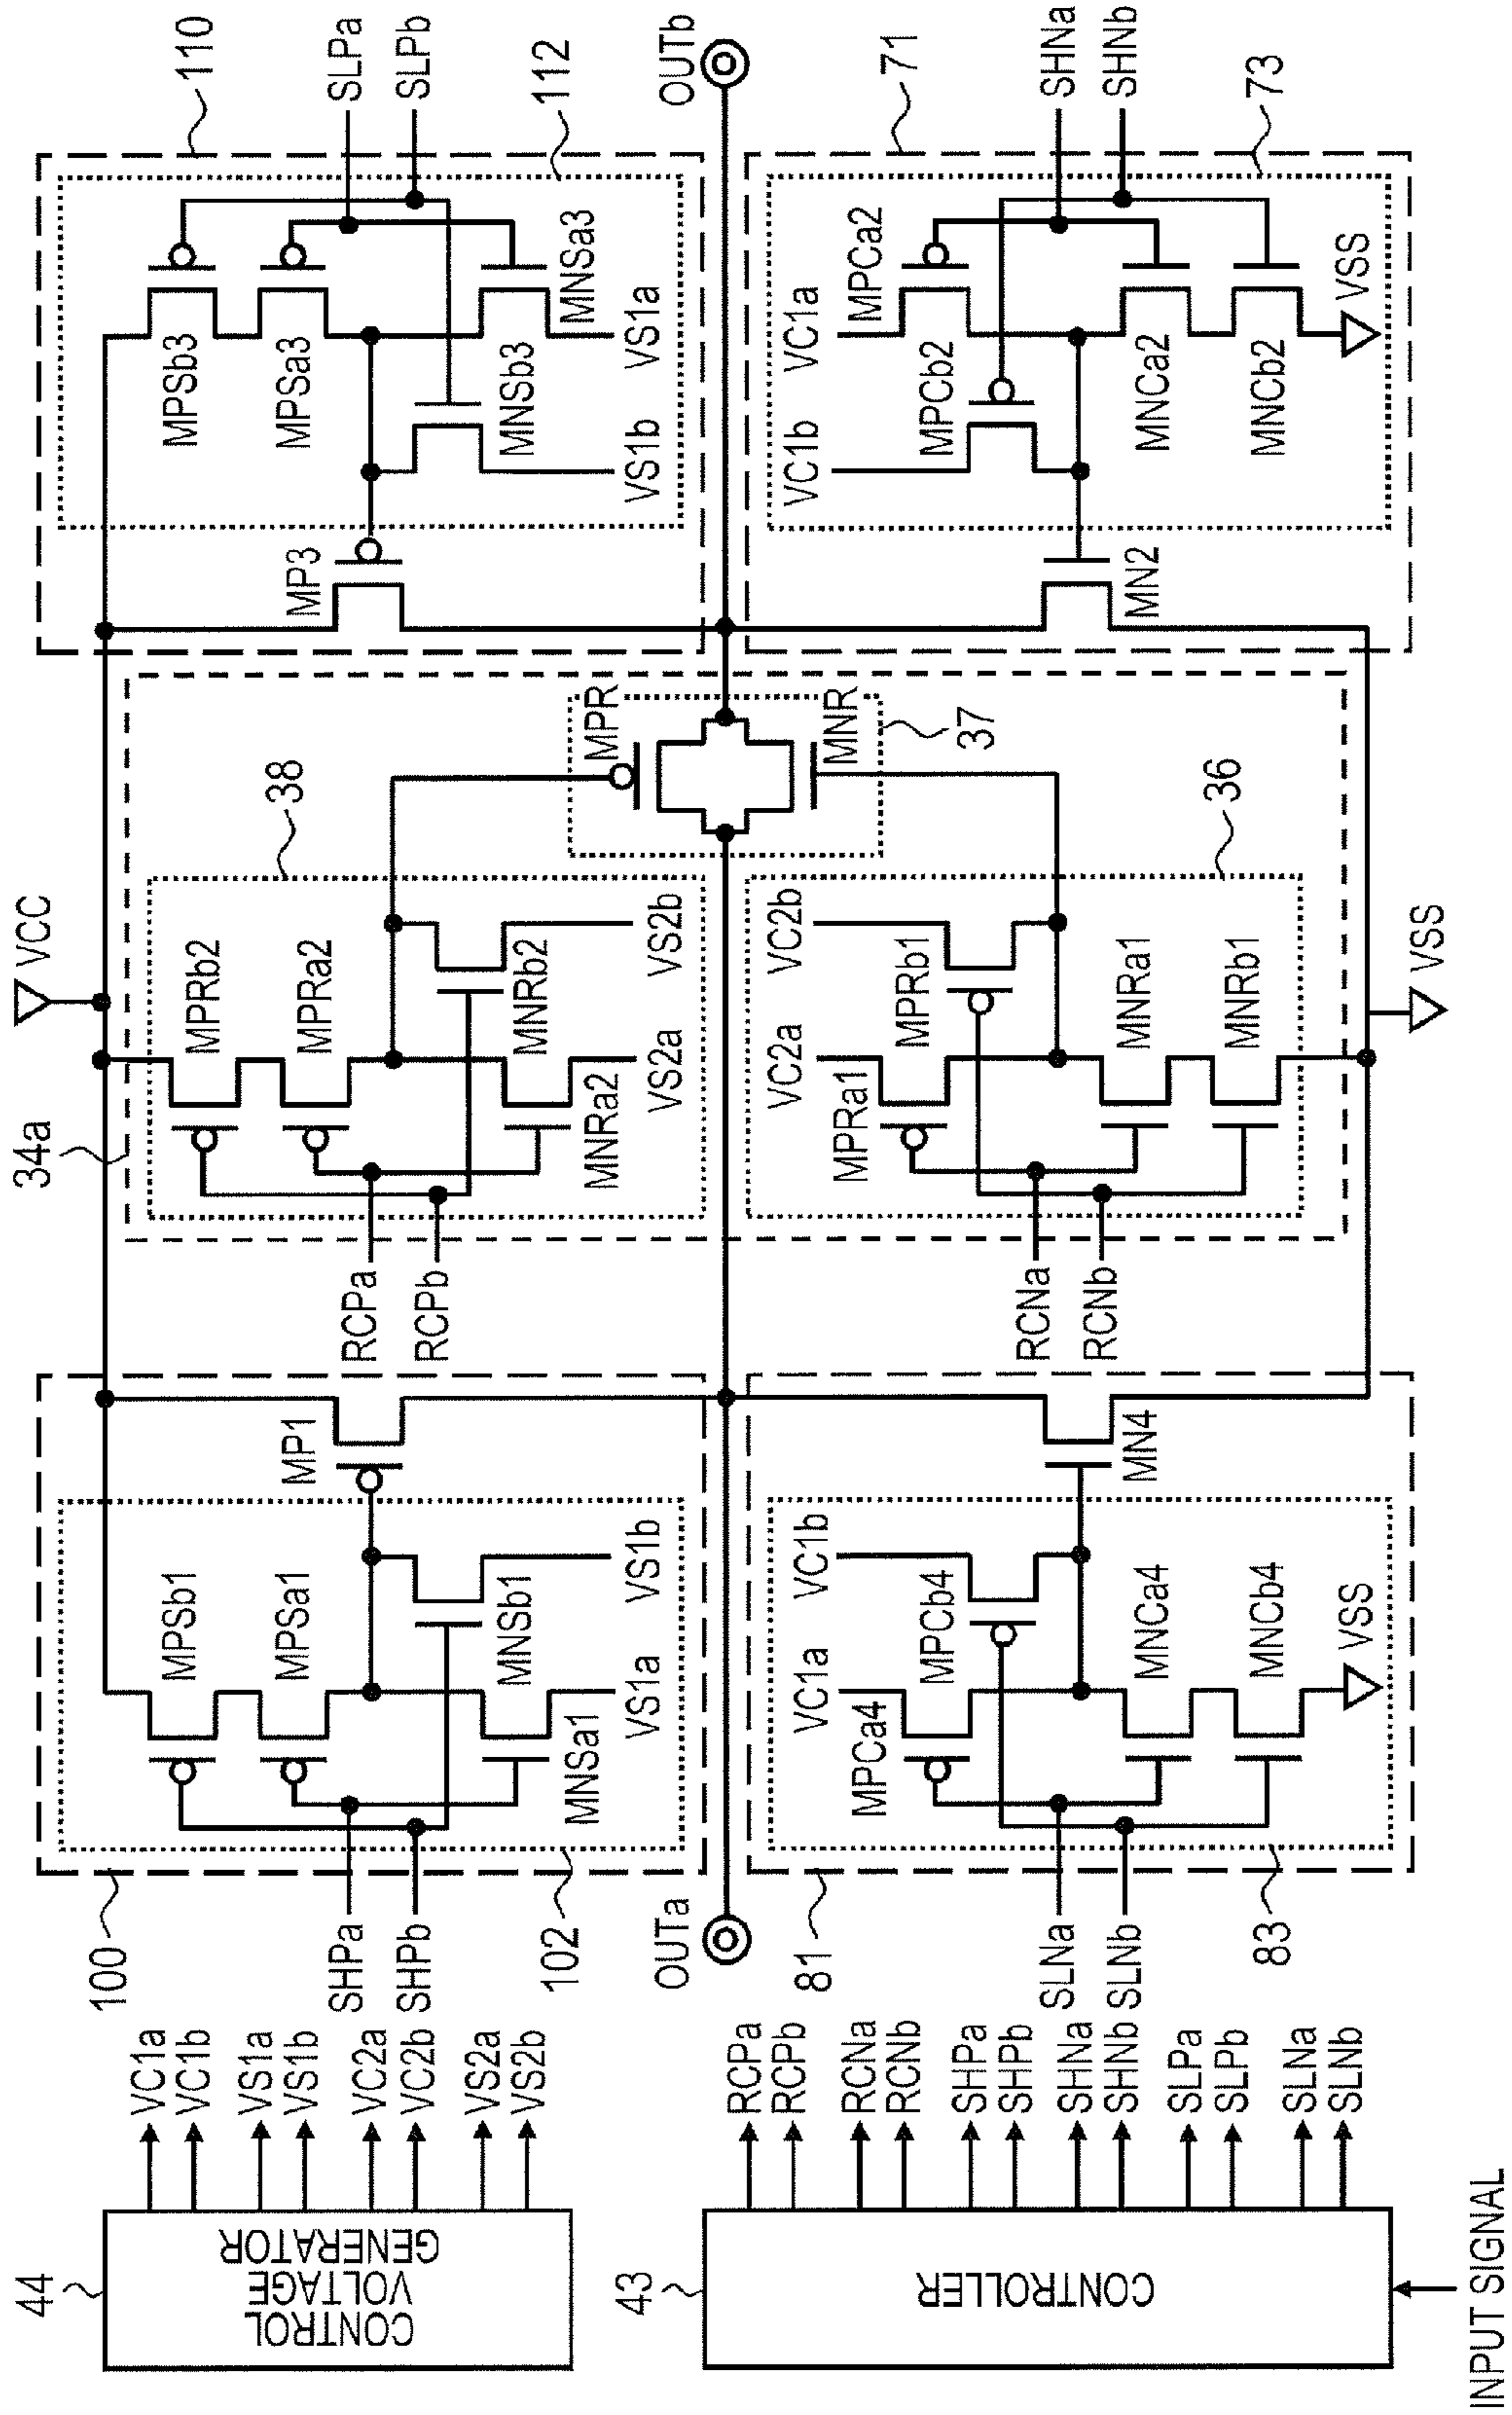 110
SLPa
SLPb
112
OUTb
71
SHNa
SHNb
73
MPSb3
MPSa3
MNSa3
MNSb3
VS1a
VS1b
MP3
MPCa2
VC1a
MPCb2
VC1b
MNCa2
MNCb2
VSS
MN2
VCC
34a
38
MPRb2
MPRa2
MNRb2
MNRa2
VS2b
VS2a
RCPa
RCPb
MPR
MNR
37
36
VC2b
VC2a
MPRb1
MPRa1
MNRa1
MNRb1
RCNa
RCNb
VSS
100
MP1
MPSb1
MPSa1
MNSb1
MNSa1
VS1b
VS1a
SHPa
SHPb
102
OUTa
81
MN4
VC1b
VC1a
MPCb4
MPCa4
MNCa4
MNCb4
VSS
SLNa
SLNb
83
VC1a
VC1b
VS1a
VS1b
VC2a
VC2b
VS2a
VS2b
CONTROL
VOLTAGE
GENERATOR
44
RCPa
RCPb
RCNa
RCNb
SHPa
SHPb
SHNa
SHNb
SLPa
SLPb
SLNa
SLNb
CONTROLLER
43
INPUT SIGNAL